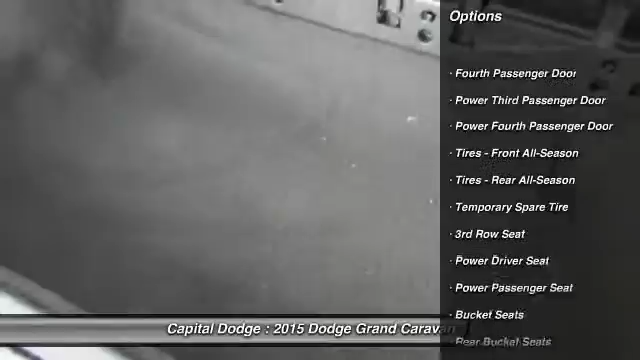 Options
· Fourth Passenger Door
· Power Third Passenger Door
· Power Fourth Passenger Door
· Tires - Front All-Season
· Tires - Rear All-Season
· Temporary Spare Tire
· 3rd Row Seat
· Power Driver Seat
· Power Passenger Seat
· Bucket Seats
· Rear Bucket Seats
Capital Dodge : 2015 Dodge Grand Caravan